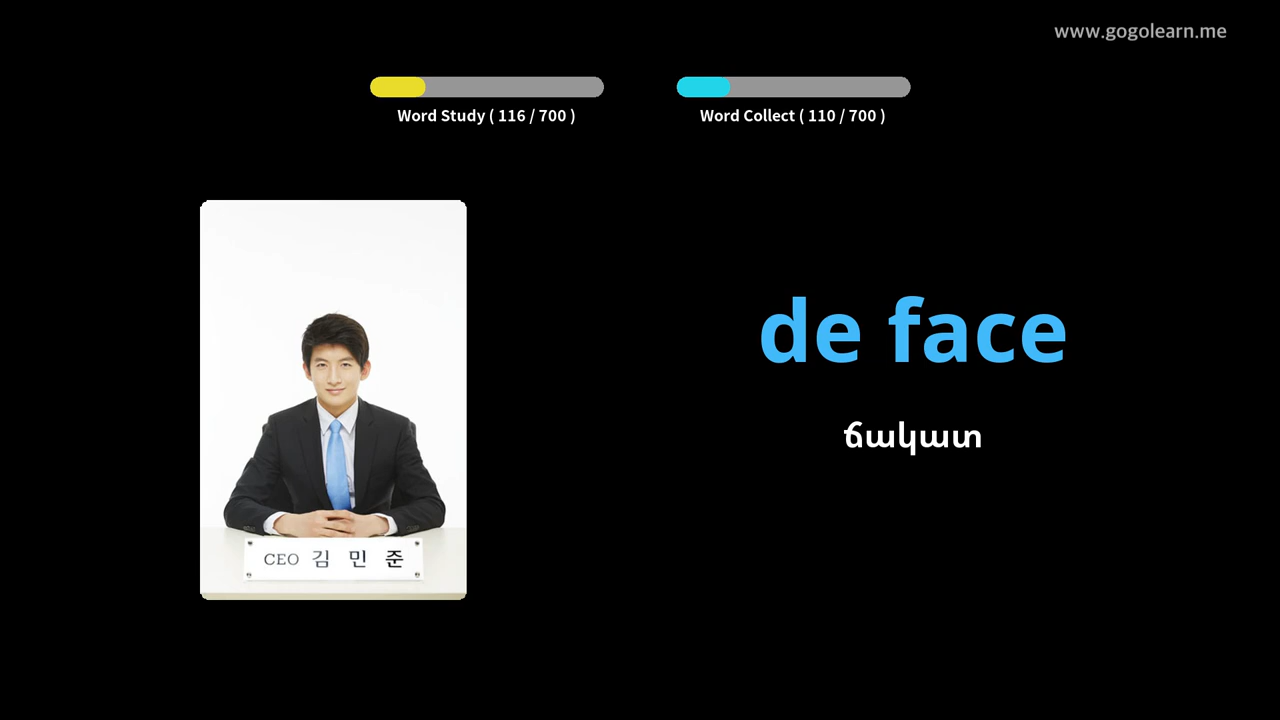 www.gogolearn.me
Word Study ( 116 / 700 )
Word Collect ( 110 / 700 )
de face
ճակատ
CEO 김 민 준